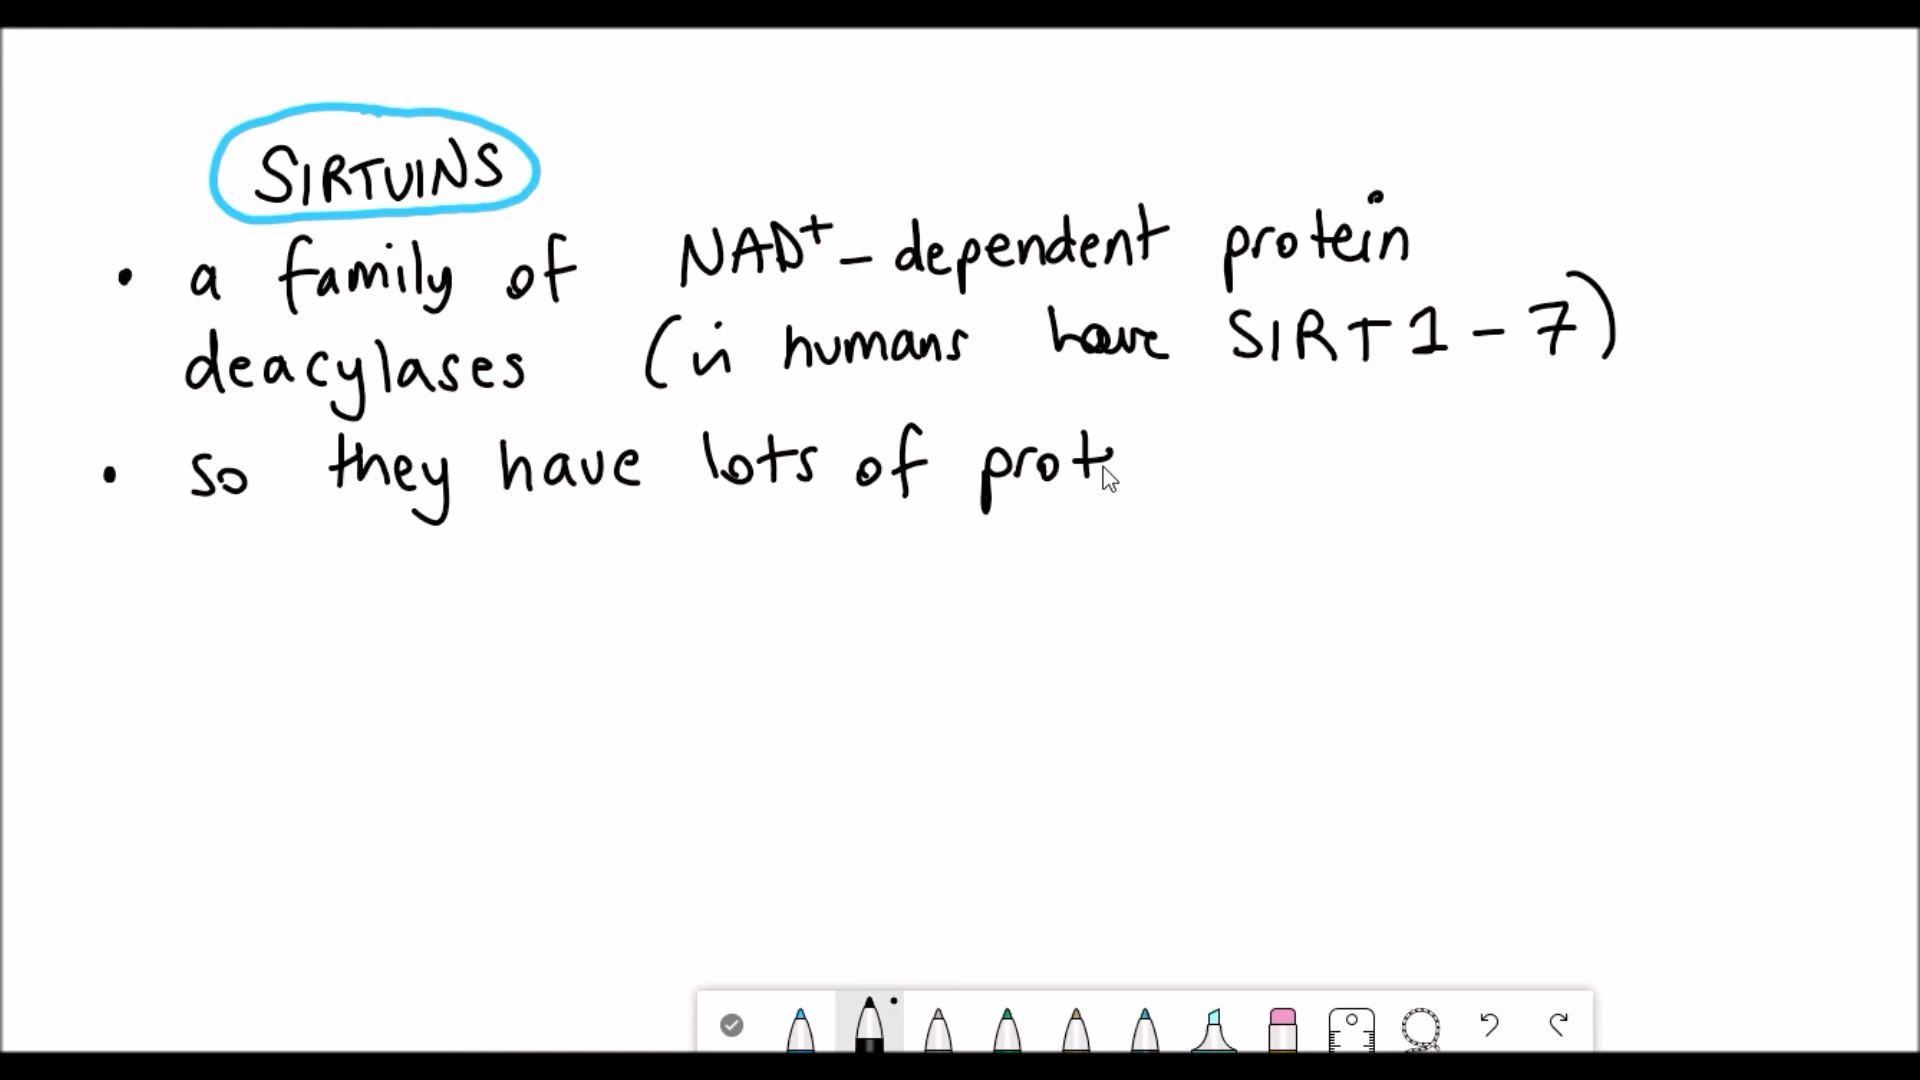 SIRTUINS
• a family of NAD⁺-dependent protein
deacylases (in humans have SIRT1-7)
• so they have lots of prot